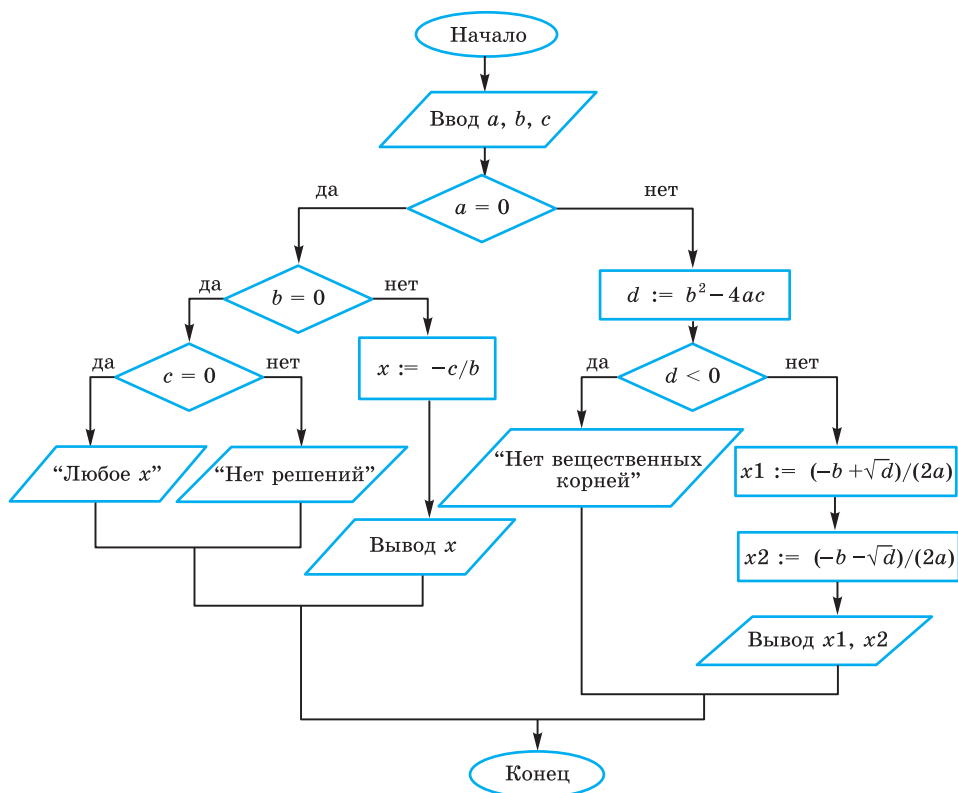 Начало
Ввод a, b, c
да
нет
a = 0
да
нет
b = 0
d := b² − 4ac
да
нет
c = 0
x := −c/b
да
нет
d < 0
“Любое x”
“Нет решений”
“Нет вещественных
корней”
x1 := (−b + √d)/(2a)
Вывод x
x2 := (−b − √d)/(2a)
Вывод x1, x2
Конец